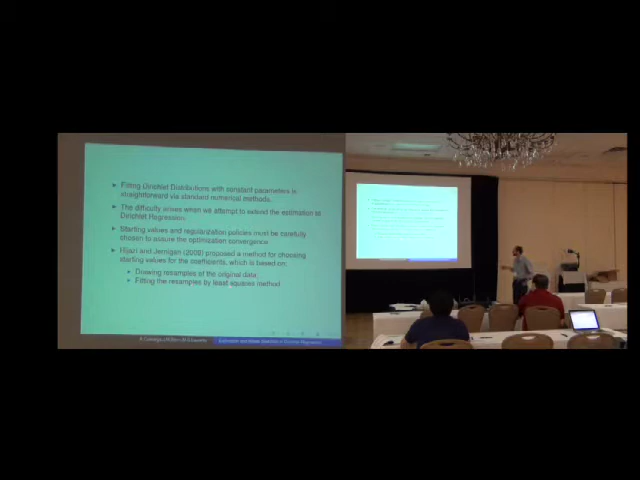 Fitting Dirichlet Distributions with constant parameters is
straightforward via standard numerical methods.
The difficulty arises when we attempt to extend the estimation to
Dirichlet Regression.
Starting values and regularization policies must be carefully
chosen to assure the optimization convergence.
Hijazi and Jernigan (2009) proposed a method for choosing
starting values for the coefficients, which is based on:
Drawing resamples of the original data;
Fitting the resamples by least squares method